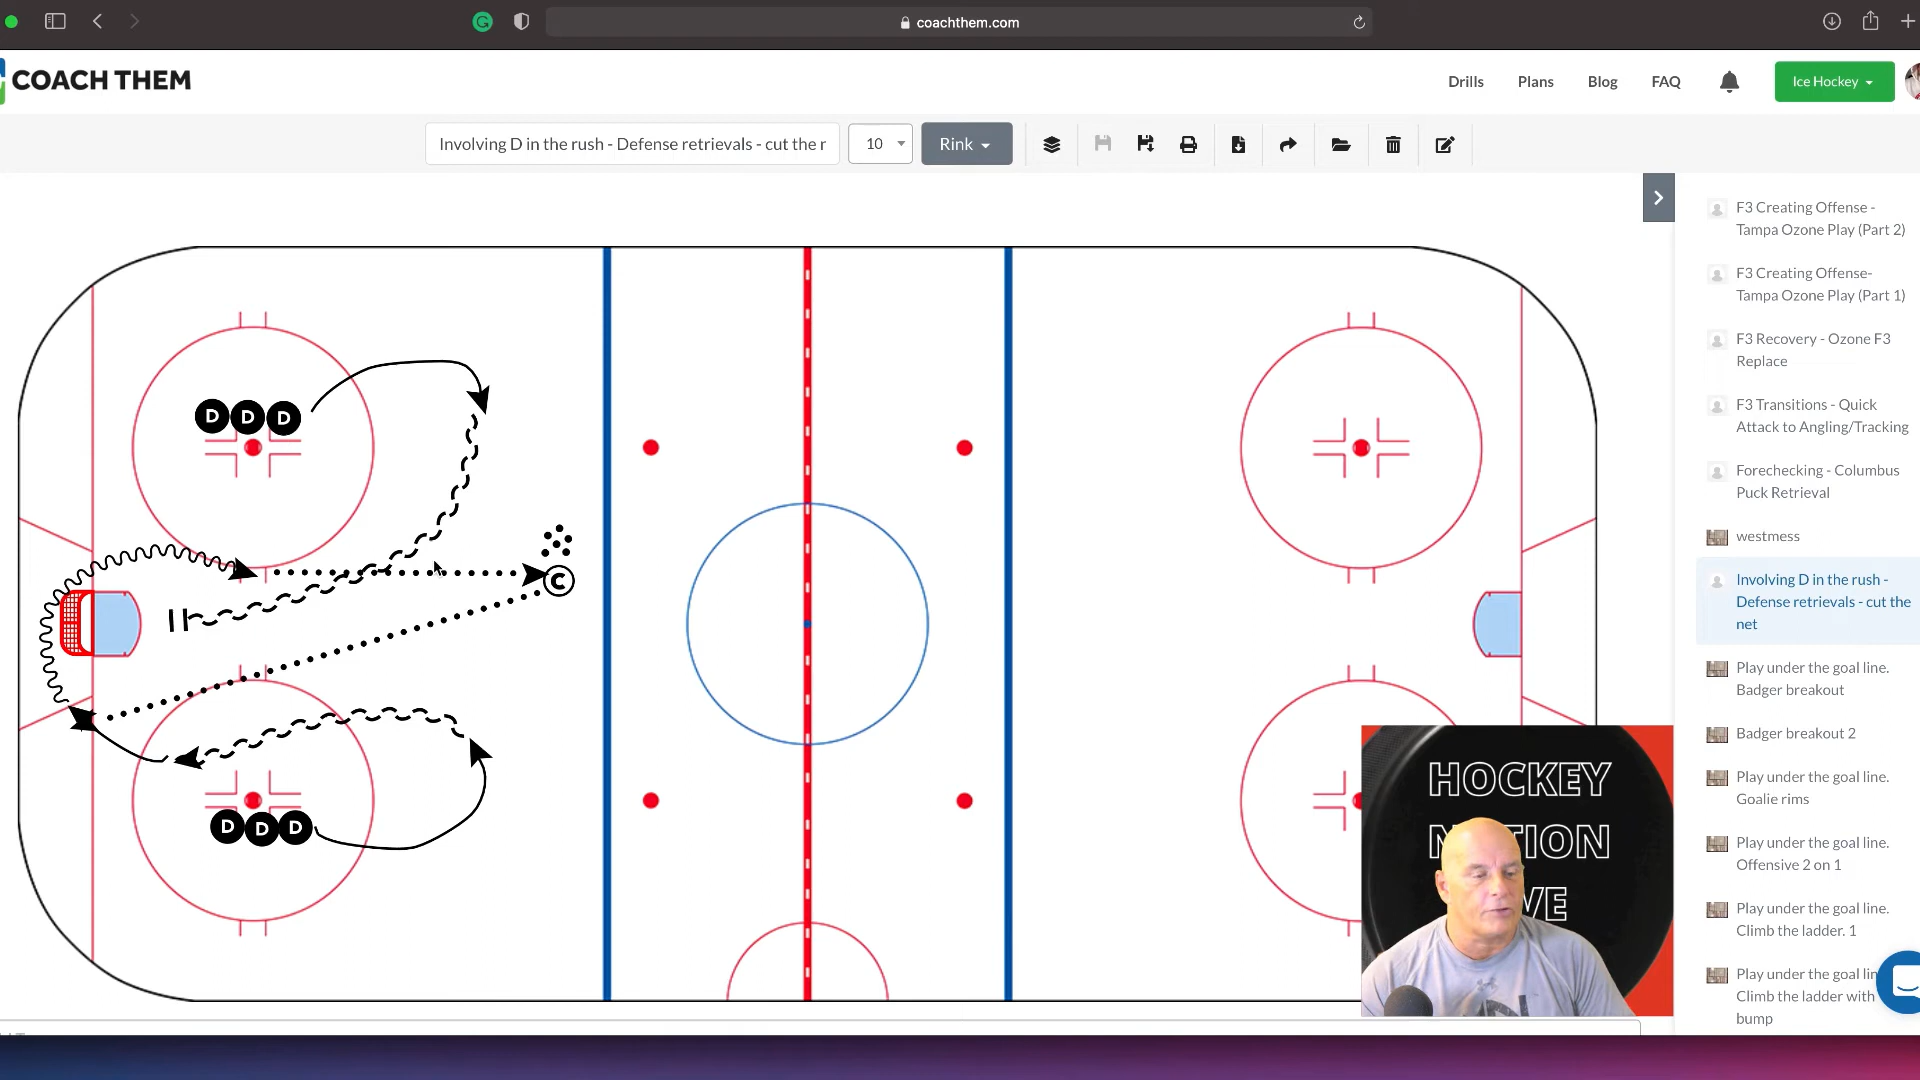 coachthem.com
COACH THEM
Drills
Plans
Blog
FAQ
Ice Hockey
Involving D in the rush - Defense retrievals - cut the r
10
Rink
F3 Creating Offense -
Tampa Ozone Play (Part 2)
F3 Creating Offense-
Tampa Ozone Play (Part 1)
F3 Recovery - Ozone F3
Replace
F3 Transitions - Quick
Attack to Angling/Tracking
Forechecking - Columbus
Puck Retrieval
westmess
Involving D in the rush -
Defense retrievals - cut the
net
Play under the goal line.
Badger breakout
Badger breakout 2
Play under the goal line.
Goalie rims
Play under the goal line.
Offensive 2 on 1
Play under the goal line.
Climb the ladder. 1
Play under the goal lin
Climb the ladder with
bump
D D D
C
D D D
HOCKEY